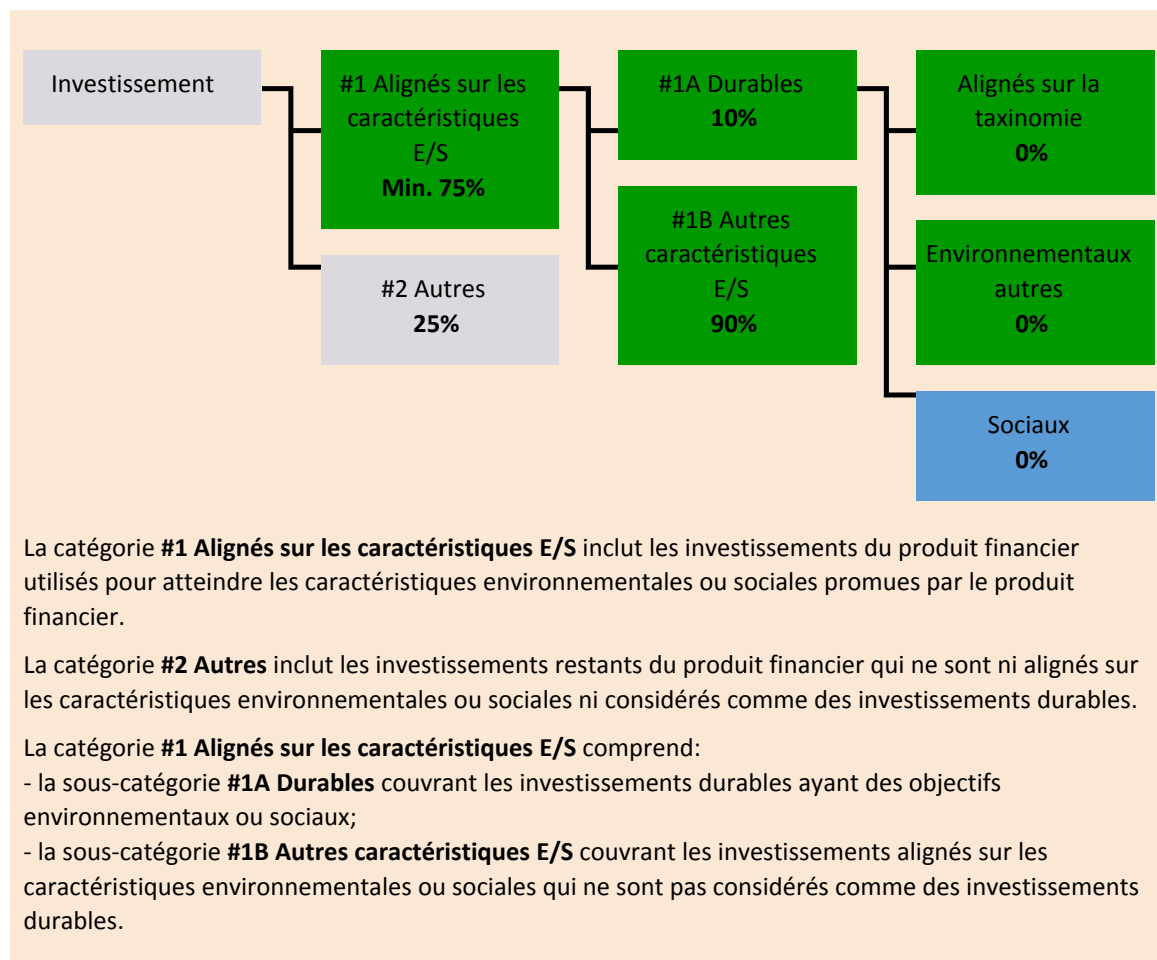 Investissement
#1 Alignés sur les
caractéristiques
E/S
Min. 75%
#2 Autres
25%
#1A Durables
10%
#1B Autres
caractéristiques
E/S
90%
Alignés sur la
taxinomie
0%
Environnementaux
autres
0%
Sociaux
0%
La catégorie #1 Alignés sur les caractéristiques E/S inclut les investissements du produit financier
utilisés pour atteindre les caractéristiques environnementales ou sociales promues par le produit
financier.
La catégorie #2 Autres inclut les investissements restants du produit financier qui ne sont ni alignés sur
les caractéristiques environnementales ou sociales ni considérés comme des investissements durables.
La catégorie #1 Alignés sur les caractéristiques E/S comprend:
- la sous-catégorie #1A Durables couvrant les investissements durables ayant des objectifs
environnementaux ou sociaux;
- la sous-catégorie #1B Autres caractéristiques E/S couvrant les investissements alignés sur les
caractéristiques environnementales ou sociales qui ne sont pas considérés comme des investissements
durables.